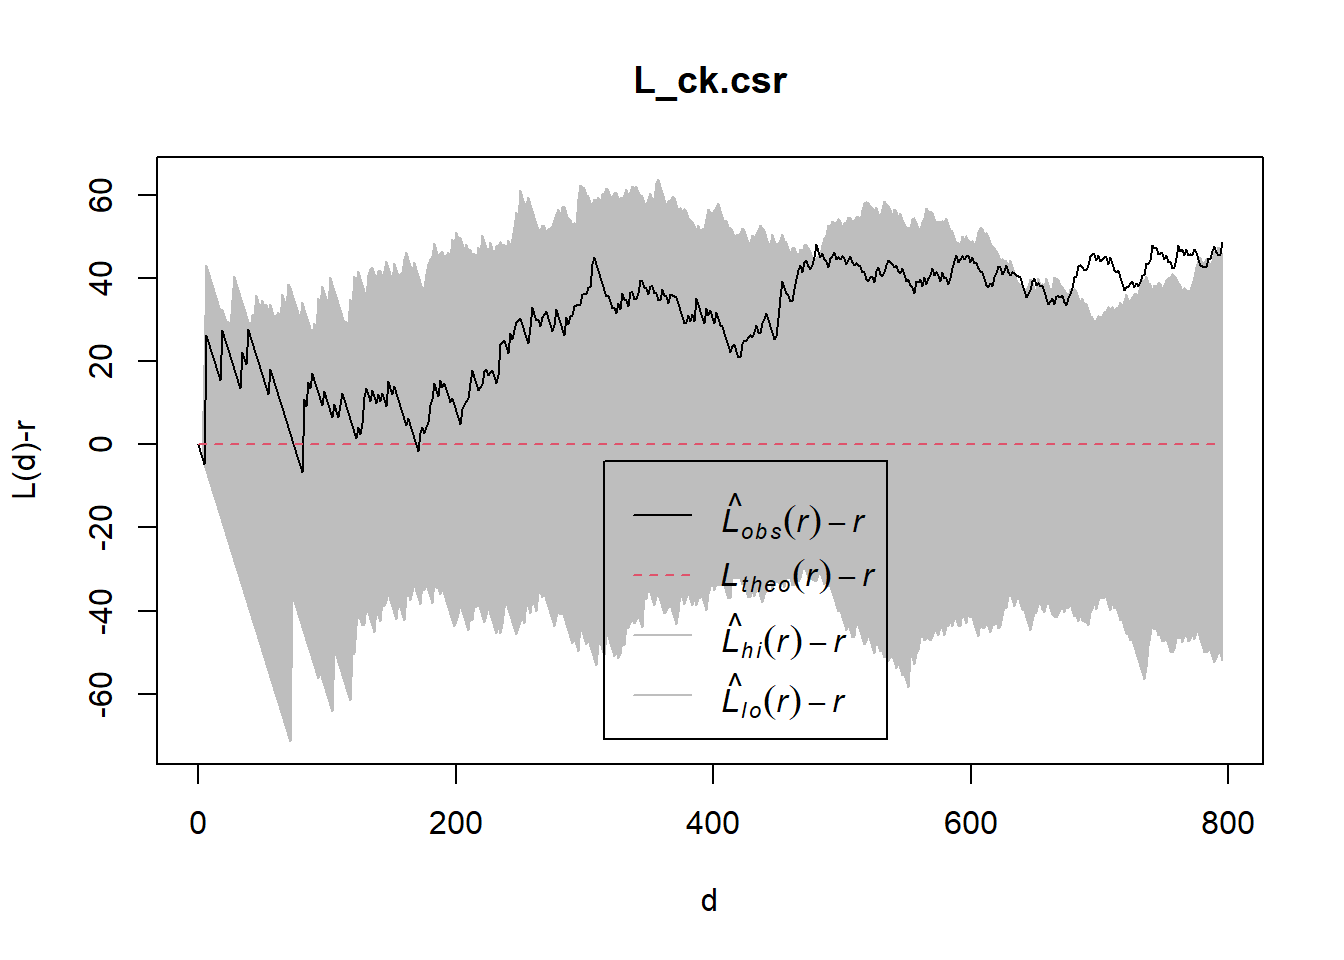 L_ck.csr
L(d)-r
60
40
20
0
-20
-40
-60
L̂obs(r) – r
Ltheo(r) – r
L̂hi(r) – r
L̂lo(r) – r
0 200 400 600 800
d